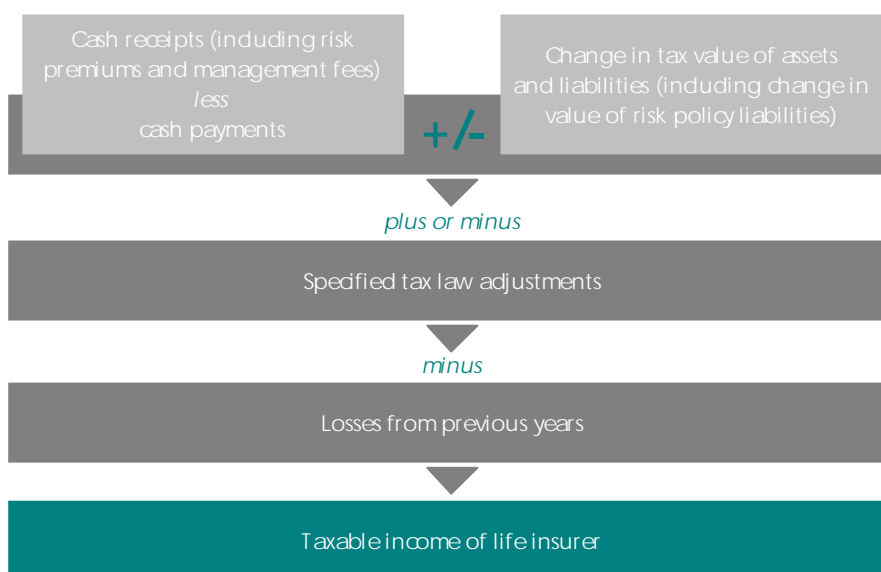 Cash receipts (including risk
premiums and management fees)
less
cash payments
+/-
Change in tax value of assets
and liabilities (including change in
value of risk policy liabilities)
plus or minus
Specified tax law adjustments
minus
Losses from previous years
Taxable income of life insurer